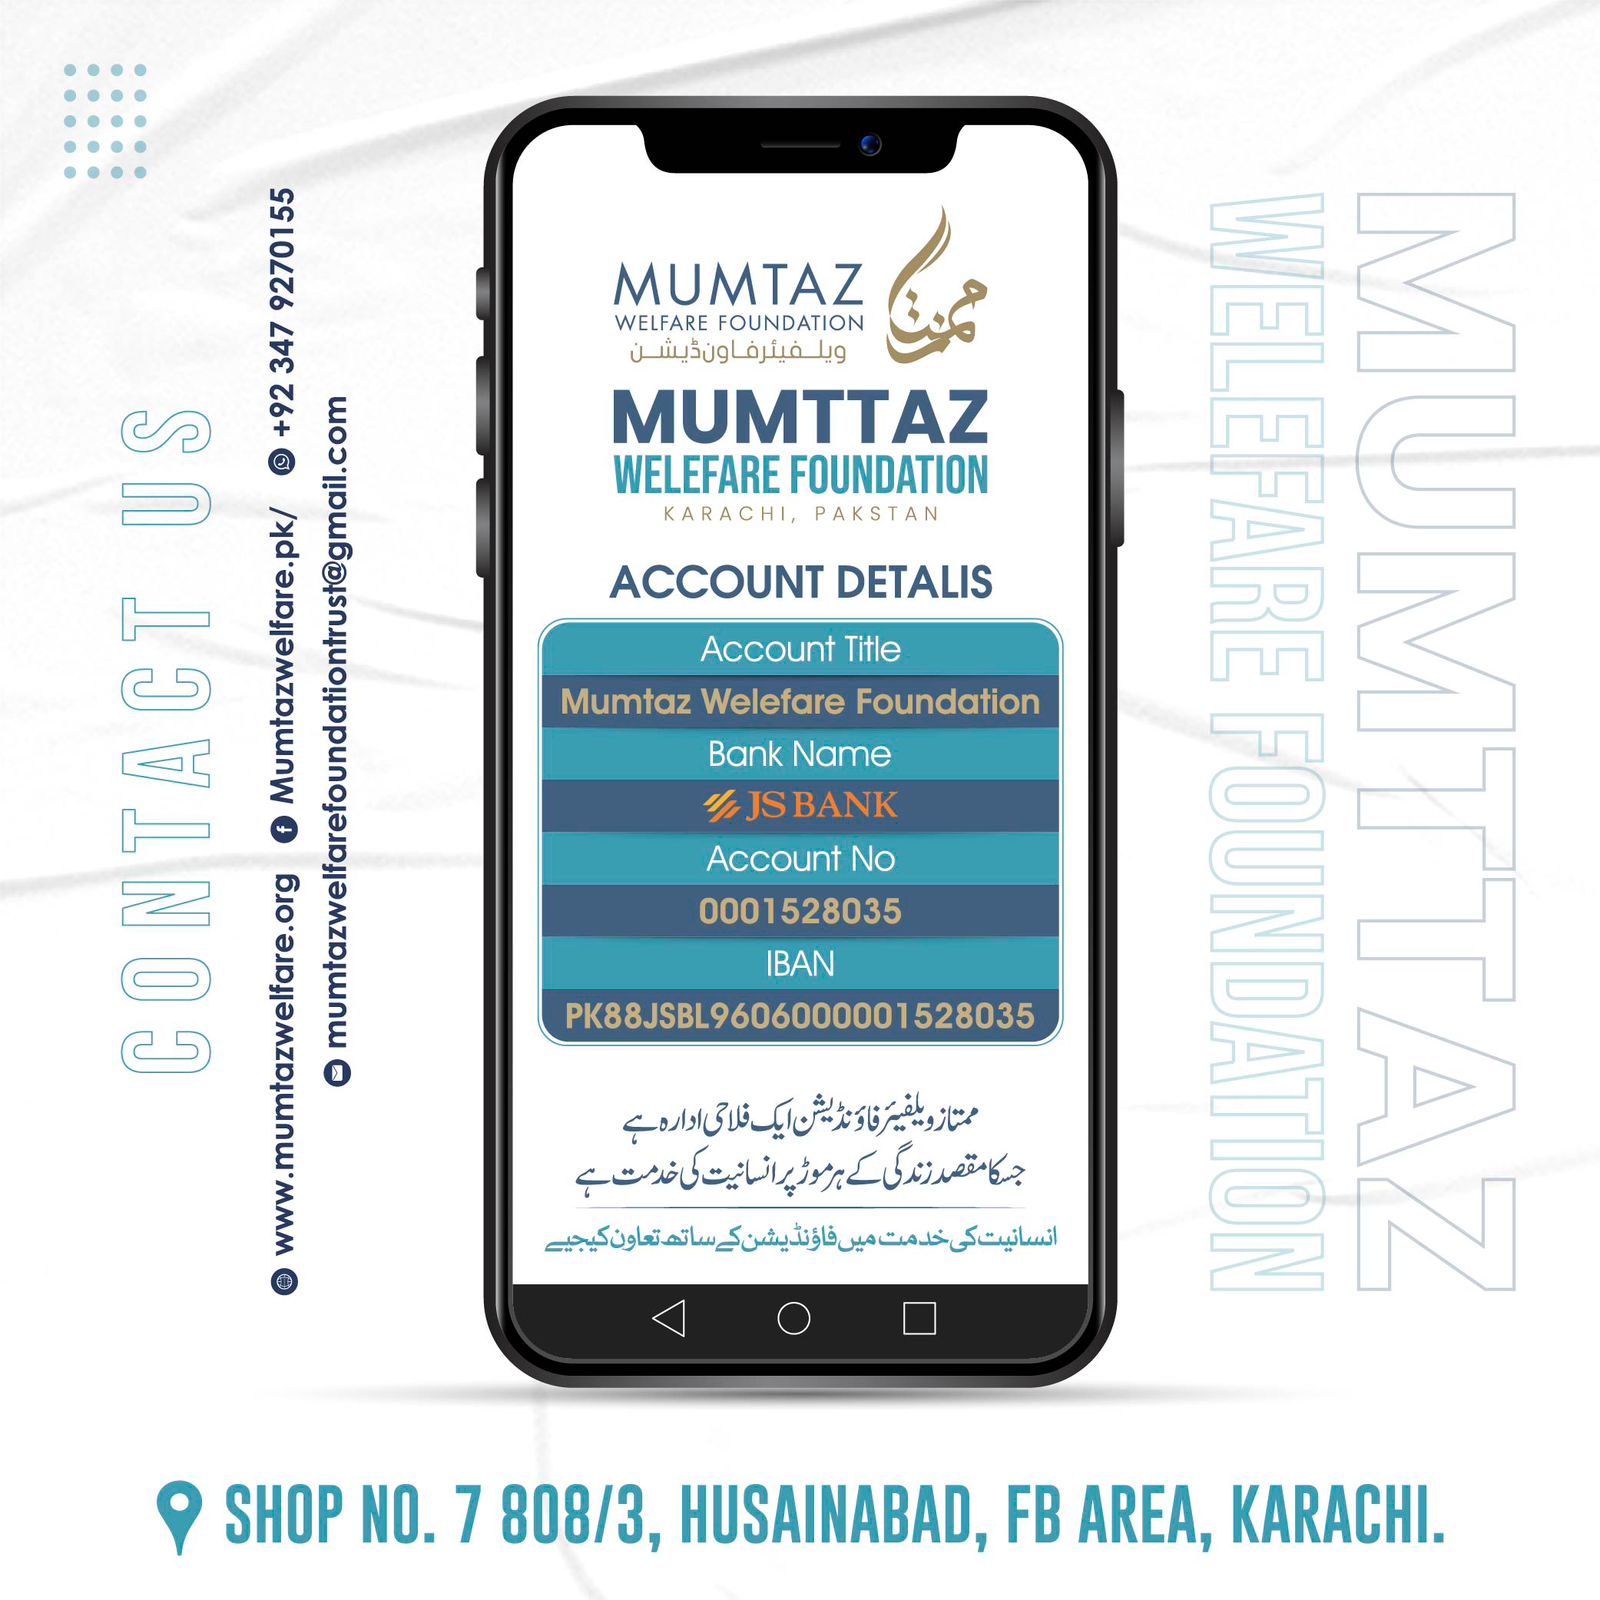 MUMTAZ
WELFARE FOUNDATION
ویلفیئر فاونڈیشن
ممتاز
MUMTTAZ
WELEFARE FOUNDATION
KARACHI, PAKSTAN
ACCOUNT DETALIS
Account Title
Mumtaz Welefare Foundation
Bank Name
JS BANK
Account No
0001528035
IBAN
PK88JSBL9606000001528035
ممتاز ویلفیئر فاؤنڈیشن ایک فلاحی ادارہ ہے
جسکا مقصد زندگی کے ہر موڑ پر انسانیت کی خدمت ہے
انسانیت کی خدمت میں فاؤنڈیشن کے ساتھ تعاون کیجیے
CONTACT US
www.mumtazwelfare.org Mumtazwelfare.pk/ +92 347 9270155
mumtazwelfarefoundationtrust@gmail.com
MUMTTAZ
WELEFARE FOUNDATION
SHOP NO. 7 808/3, HUSAINABAD, FB AREA, KARACHI.